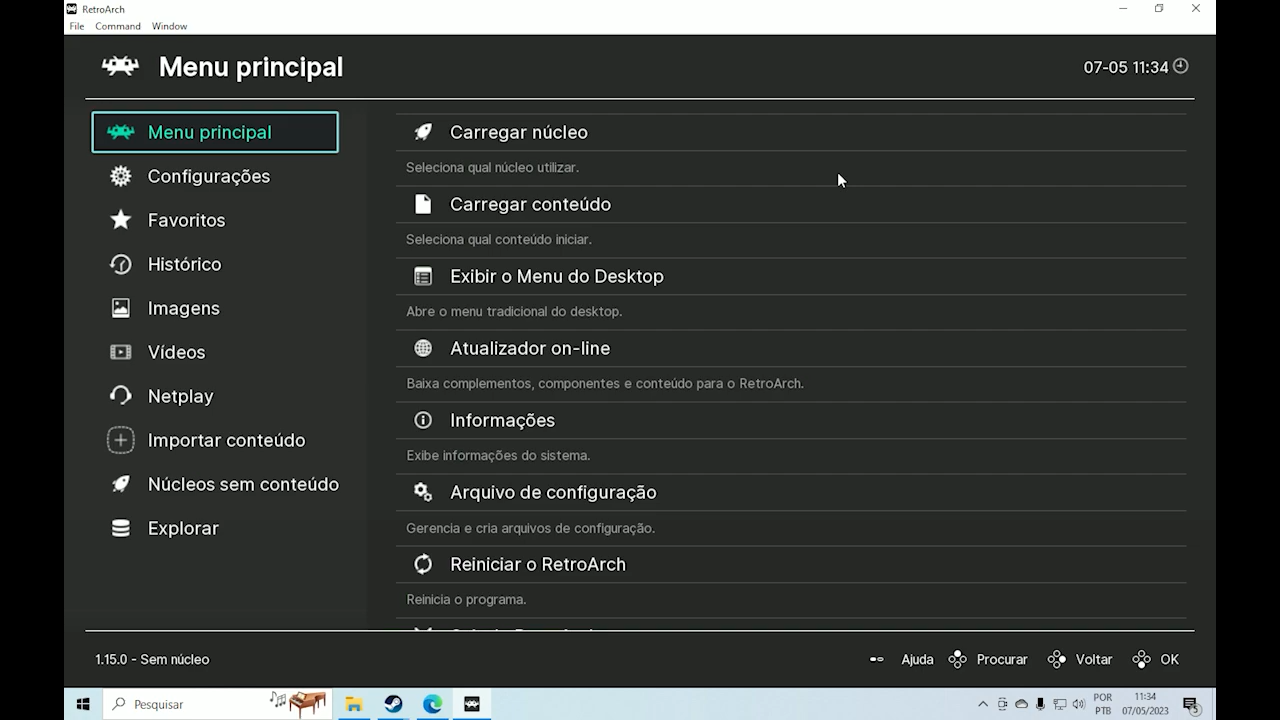 RetroArch
File Command Window
Menu principal
07-05 11:34
Menu principal
Configurações
Favoritos
Histórico
Imagens
Vídeos
Netplay
Importar conteúdo
Núcleos sem conteúdo
Explorar
Carregar núcleo
Seleciona qual núcleo utilizar.
Carregar conteúdo
Seleciona qual conteúdo iniciar.
Exibir o Menu do Desktop
Abre o menu tradicional do desktop.
Atualizador on-line
Baixa complementos, componentes e conteúdo para o RetroArch.
Informações
Exibe informações do sistema.
Arquivo de configuração
Gerencia e cria arquivos de configuração.
Reiniciar o RetroArch
Reinicia o programa.
1.15.0 - Sem núcleo
Ajuda Procurar Voltar OK
Pesquisar
POR
PTB
11:34
07/05/2023
5